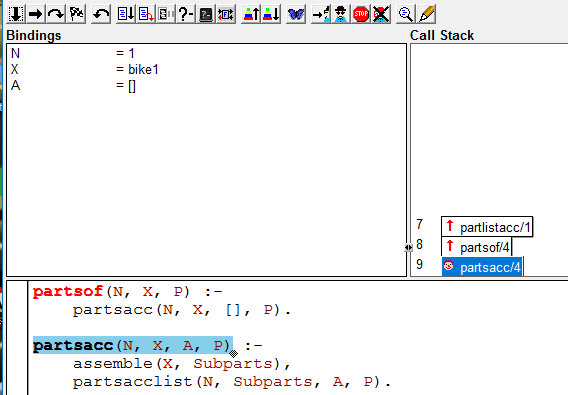 Bindings
Call Stack
N = 1
X = bike1
A = []
7 partlistacc/1
8 partsof/4
9 partsacc/4
partsof(N, X, P) :-
partsacc(N, X, [], P).
partsacc(N, X, A, P) :-
assemble(X, Subparts),
partsacclist(N, Subparts, A, P).